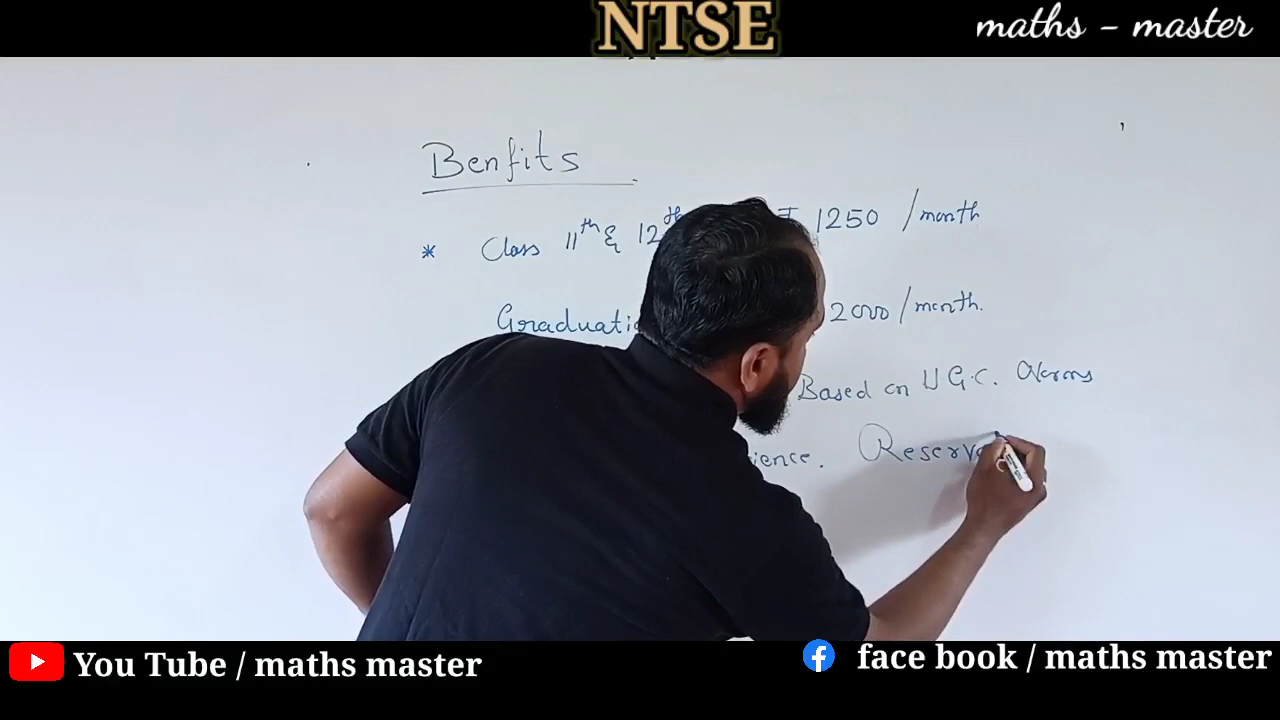 NTSE
maths - master
Benfits
* Class 11th & 12th ₹ 1250 /month
Graduati 2000 /month.
Based on U.G.C. Norms
ience. Reserva
You Tube / maths master
face book / maths master